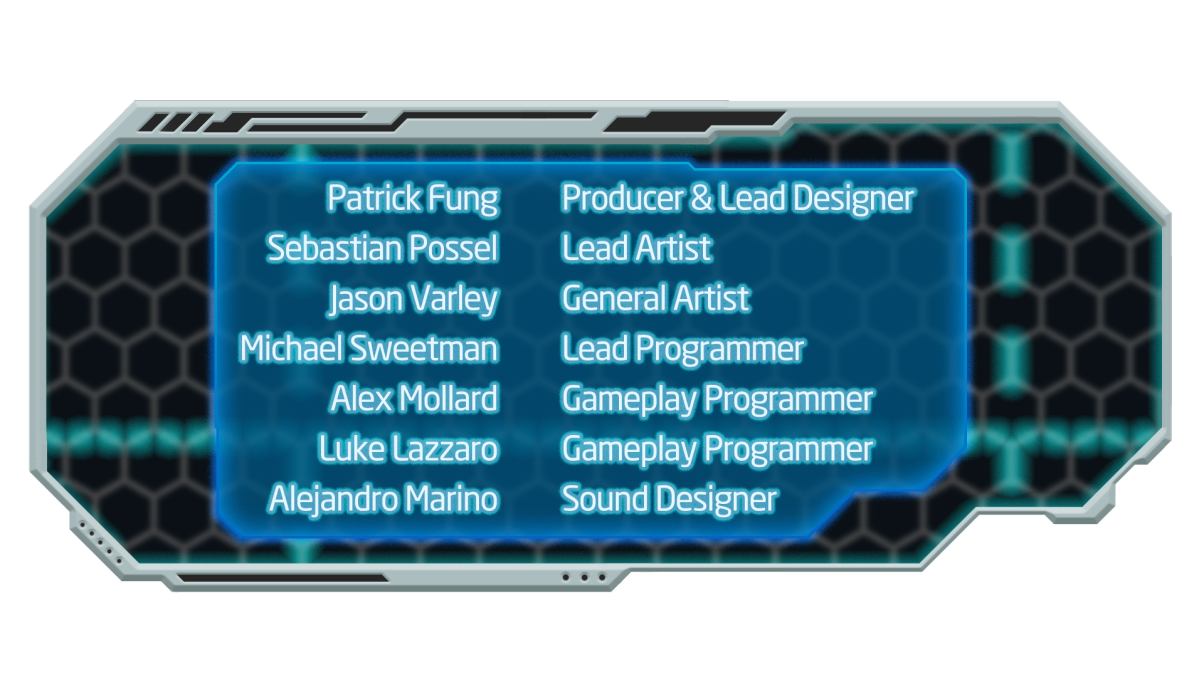 Patrick Fung Producer & Lead Designer
Sebastian Possel Lead Artist
Jason Varley General Artist
Michael Sweetman Lead Programmer
Alex Mollard Gameplay Programmer
Luke Lazzaro Gameplay Programmer
Alejandro Marino Sound Designer